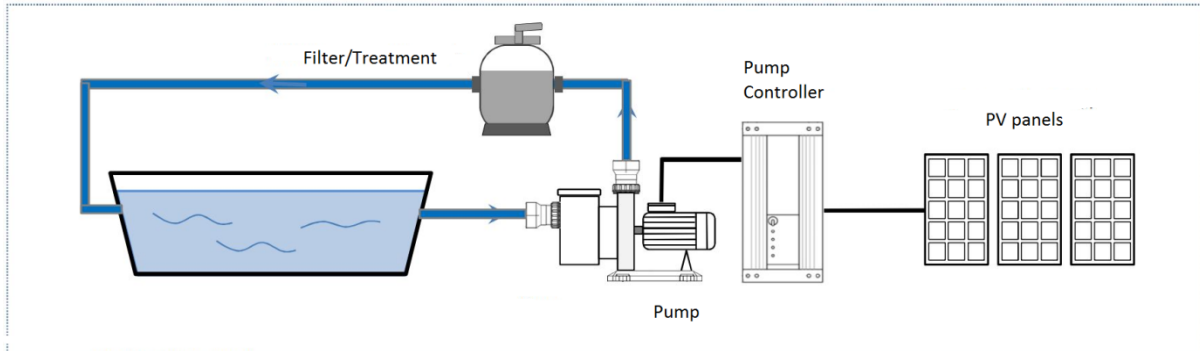 Filter/Treatment
Pump
Controller
PV panels
Pump